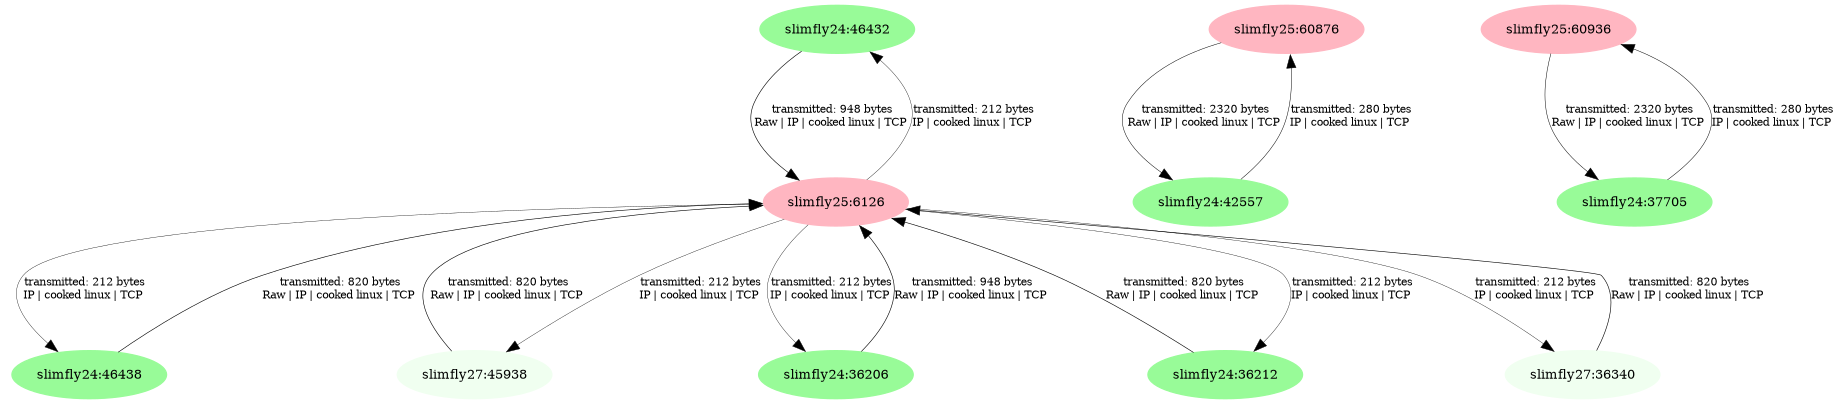 slimfly24:46432
slimfly25:60876
slimfly25:60936
transmitted: 948 bytes
Raw | IP | cooked linux | TCP
transmitted: 212 bytes
IP | cooked linux | TCP
transmitted: 2320 bytes
Raw | IP | cooked linux | TCP
transmitted: 280 bytes
IP | cooked linux | TCP
transmitted: 2320 bytes
Raw | IP | cooked linux | TCP
transmitted: 280 bytes
IP | cooked linux | TCP
slimfly25:6126
slimfly24:42557
slimfly24:37705
transmitted: 212 bytes
IP | cooked linux | TCP
transmitted: 820 bytes
Raw | IP | cooked linux | TCP
transmitted: 820 bytes
Raw | IP | cooked linux | TCP
transmitted: 212 bytes
IP | cooked linux | TCP
transmitted: 212 bytes
IP | cooked linux | TCP
transmitted: 948 bytes
Raw | IP | cooked linux | TCP
transmitted: 820 bytes
Raw | IP | cooked linux | TCP
transmitted: 212 bytes
IP | cooked linux | TCP
transmitted: 212 bytes
IP | cooked linux | TCP
transmitted: 820 bytes
Raw | IP | cooked linux | TCP
slimfly24:46438
slimfly27:45938
slimfly24:36206
slimfly24:36212
slimfly27:36340